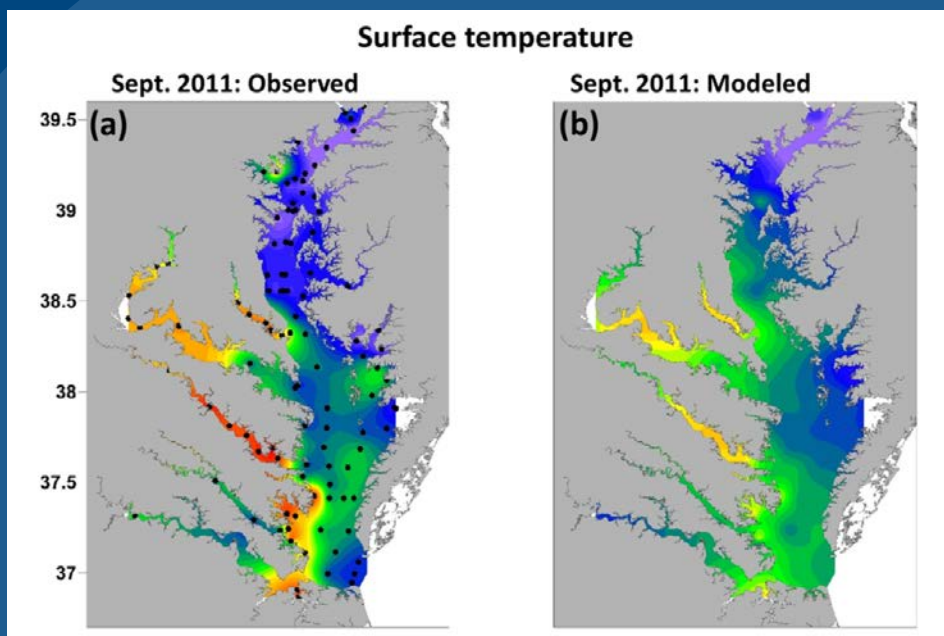 Surface temperature
Sept. 2011: Observed
Sept. 2011: Modeled
(a)
(b)
39.5
39
38.5
38
37.5
37